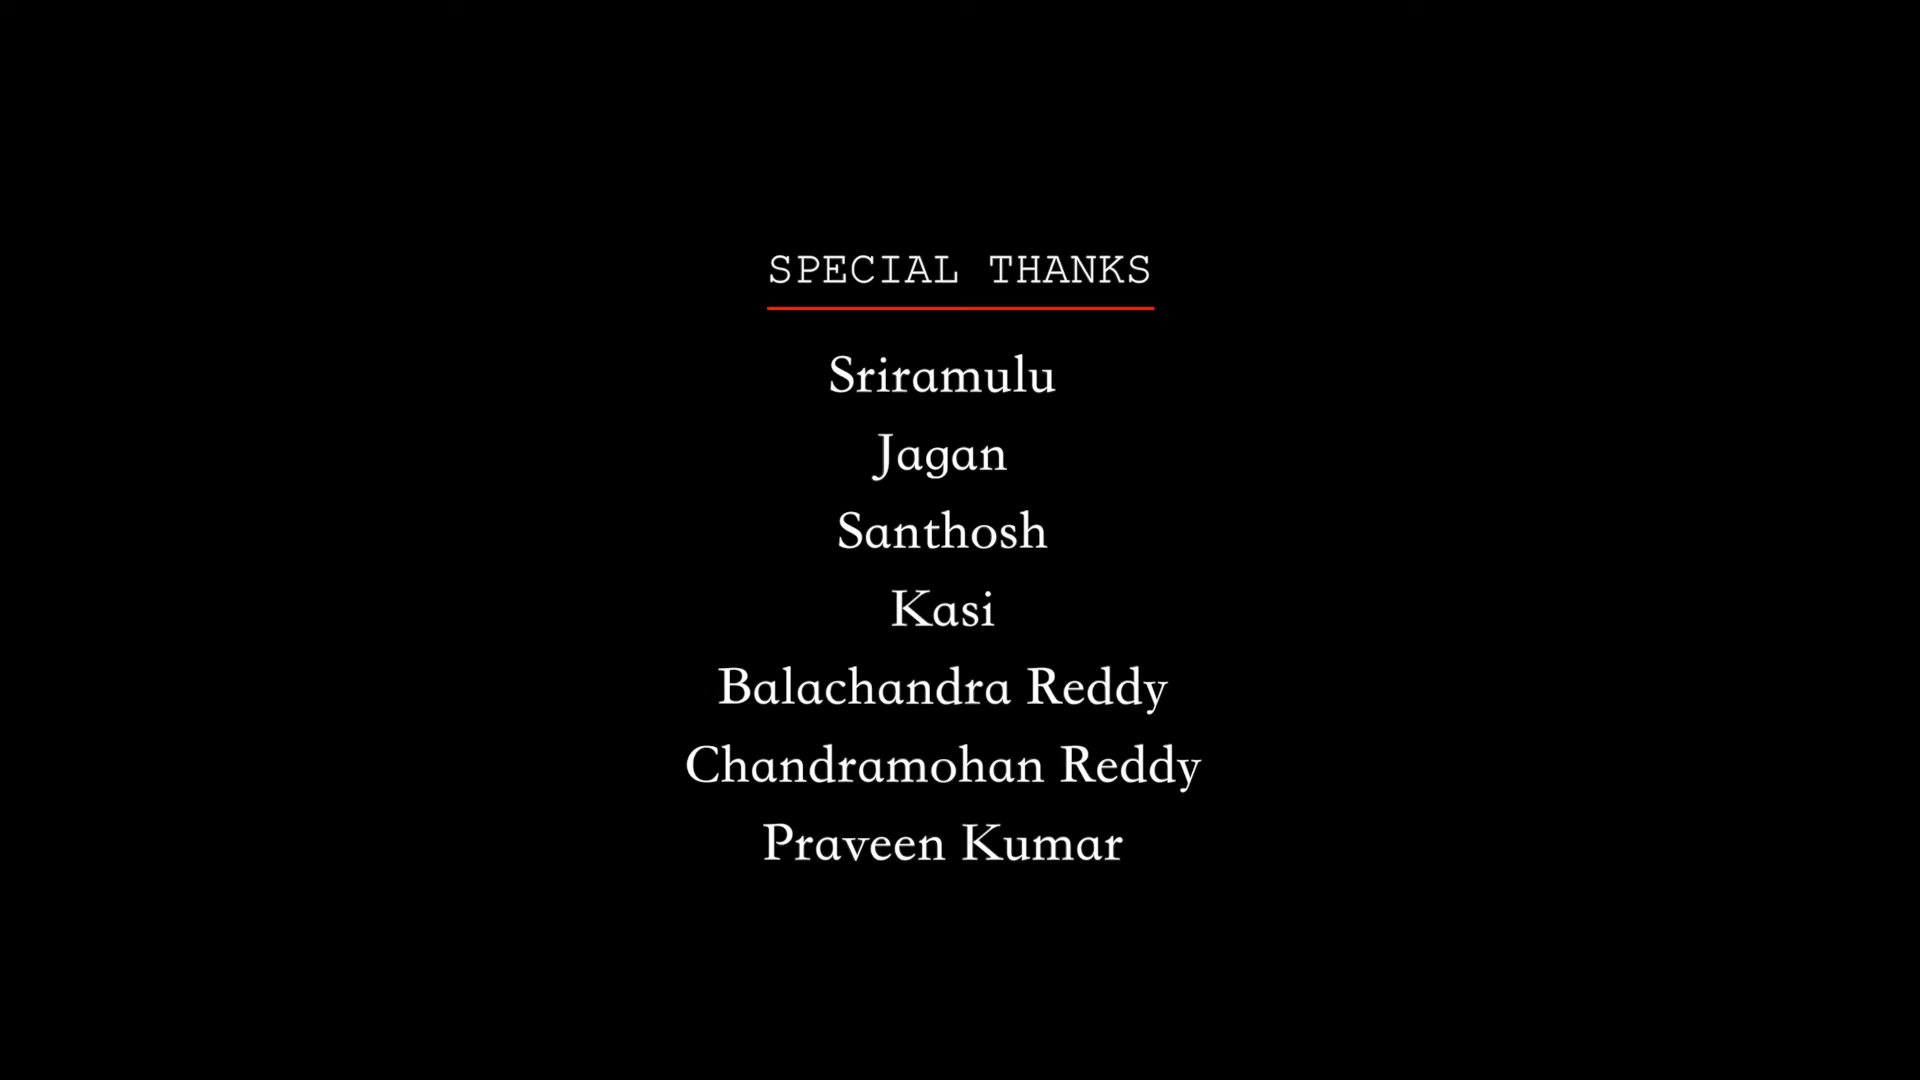 SPECIAL THANKS
Sriramulu
Jagan
Santhosh
Kasi
Balachandra Reddy
Chandramohan Reddy
Praveen Kumar